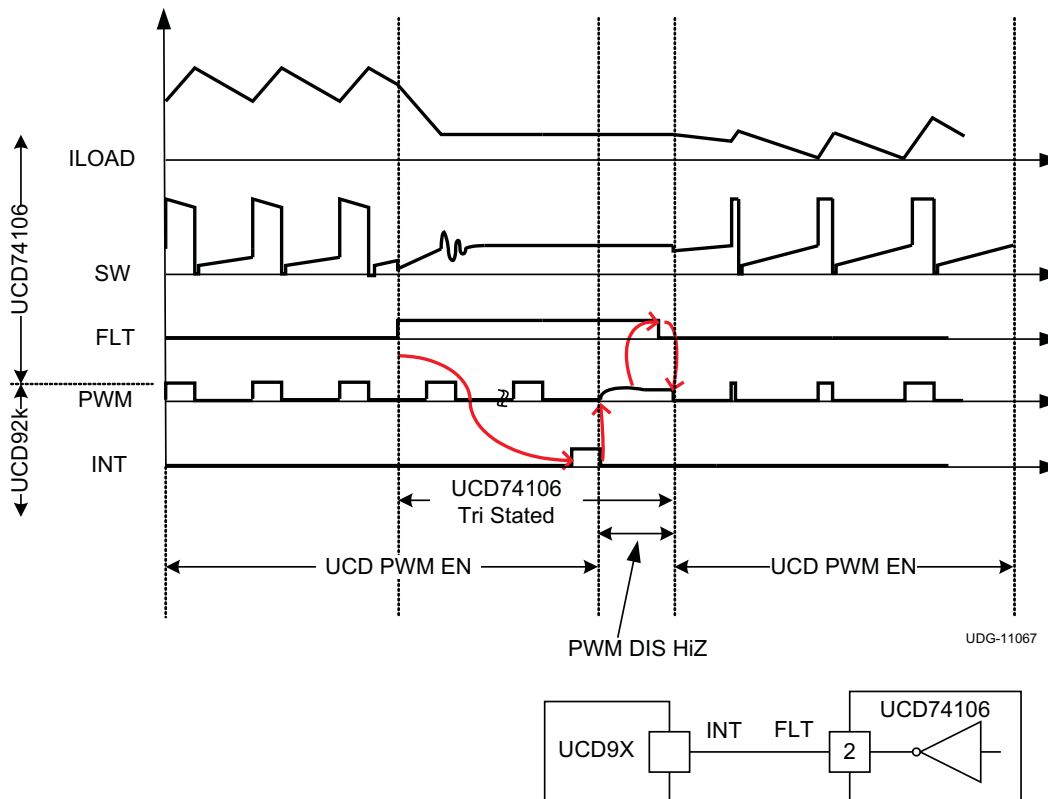 ILOAD
UCD74106
SW
FLT
PWM
UCD92k
INT
UCD74106
Tri Stated
UCD PWM EN
UCD PWM EN
PWM DIS HiZ
UDG-11067
UCD9X
INT
FLT
UCD74106
2